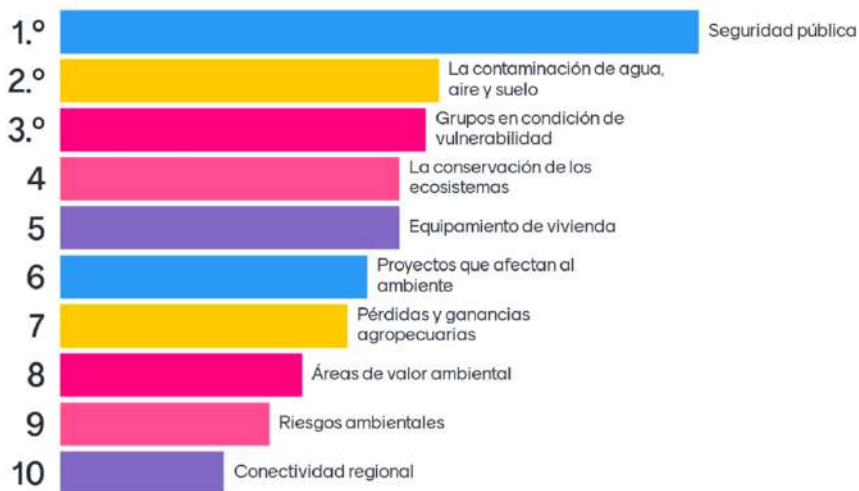 1.º
Seguridad pública
2.º
La contaminación de agua,
aire y suelo
3.º
Grupos en condición de
vulnerabilidad
4
La conservación de los
ecosistemas
5
Equipamiento de vivienda
6
Proyectos que afectan al
ambiente
7
Pérdidas y ganancias
agropecuarias
8
Áreas de valor ambiental
9
Riesgos ambientales
10
Conectividad regional